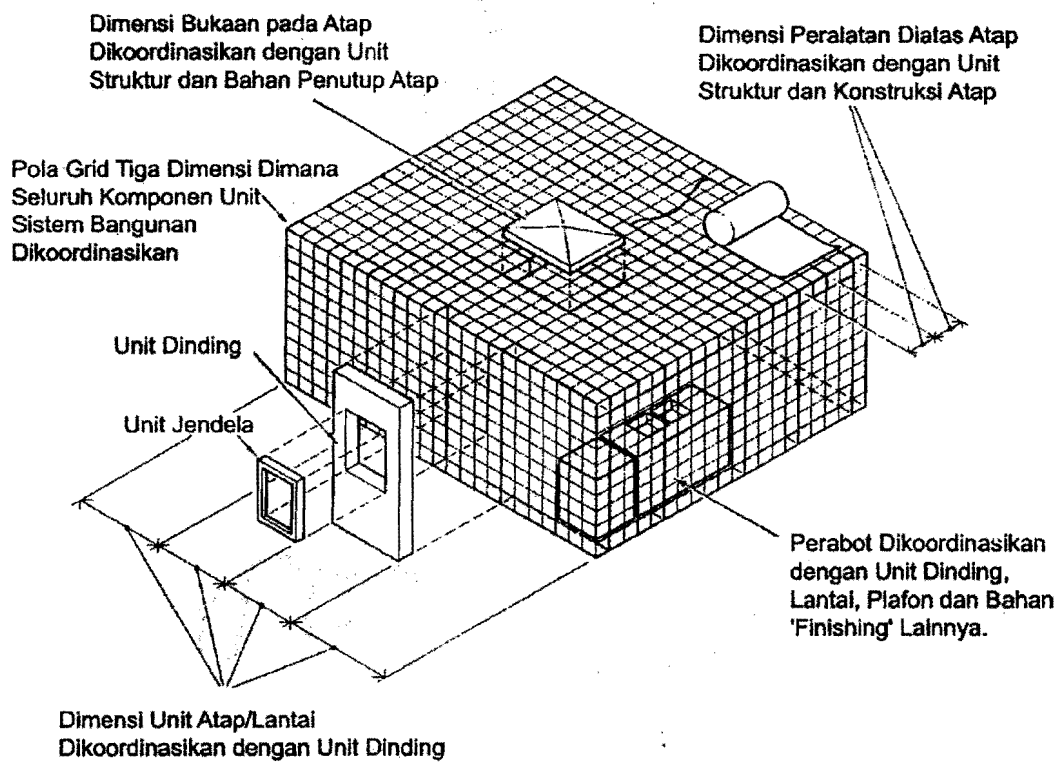 Dimensi Bukaan pada Atap
Dikoordinasikan dengan Unit
Struktur dan Bahan Penutup Atap
Dimensi Peralatan Diatas Atap
Dikoordinasikan dengan Unit
Struktur dan Konstruksi Atap
Pola Grid Tiga Dimensi Dimana
Seluruh Komponen Unit
Sistem Bangunan
Dikoordinasikan
Unit Dinding
Unit Jendela
Perabot Dikoordinasikan
dengan Unit Dinding,
Lantai, Plafon dan Bahan
'Finishing' Lainnya.
Dimensi Unit Atap/Lantai
Dikoordinasikan dengan Unit Dinding